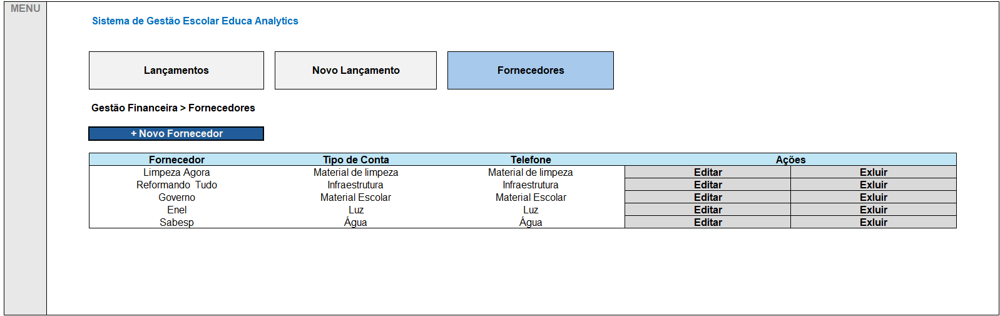 MENU
Sistema de Gestão Escolar Educa Analytics
Lançamentos Novo Lançamento Fornecedores
Gestão Financeira > Fornecedores
+ Novo Fornecedor
Fornecedor Tipo de Conta Telefone Ações
Limpeza Agora Material de limpeza Material de limpeza Editar Exluir
Reformando Tudo Infraestrutura Infraestrutura Editar Exluir
Governo Material Escolar Material Escolar Editar Exluir
Enel Luz Luz Editar Exluir
Sabesp Água Água Editar Exluir